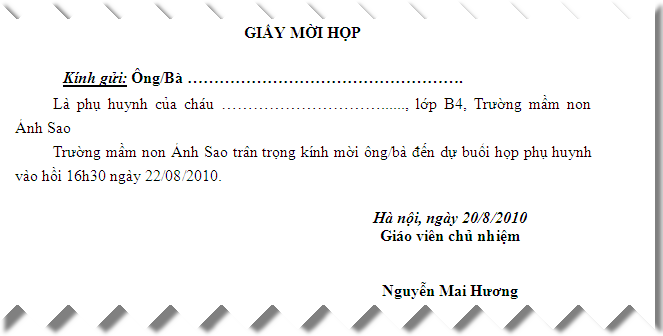 GIẤY MỜI HỌP
Kính gửi: Ông/Bà ……………………………………………
Là phụ huynh của cháu …………………………......, lớp B4, Trường mầm non
Ánh Sao
Trường mầm non Ánh Sao trân trọng kính mời ông/bà đến dự buổi họp phụ huynh
vào hồi 16h30 ngày 22/08/2010.
Hà nội, ngày 20/8/2010
Giáo viên chủ nhiệm
Nguyễn Mai Hương